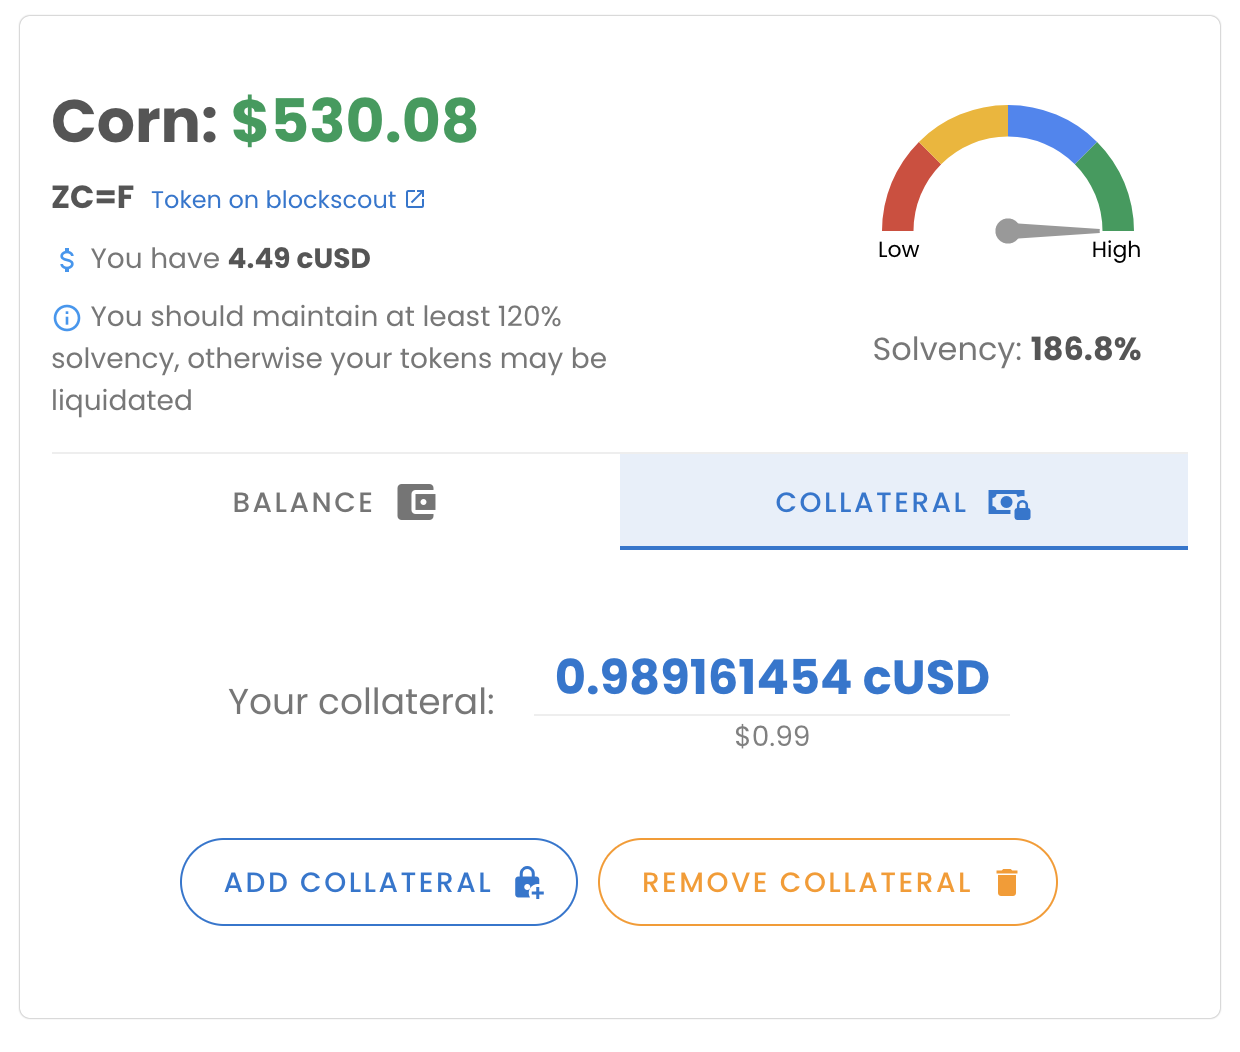 Corn: $530.08
ZC=F Token on blockscout
$ You have 4.49 cUSD
You should maintain at least 120%
solvency, otherwise your tokens may be
liquidated
Low High
Solvency: 186.8%
BALANCE COLLATERAL
Your collateral: 0.989161454 cUSD
$0.99
ADD COLLATERAL REMOVE COLLATERAL